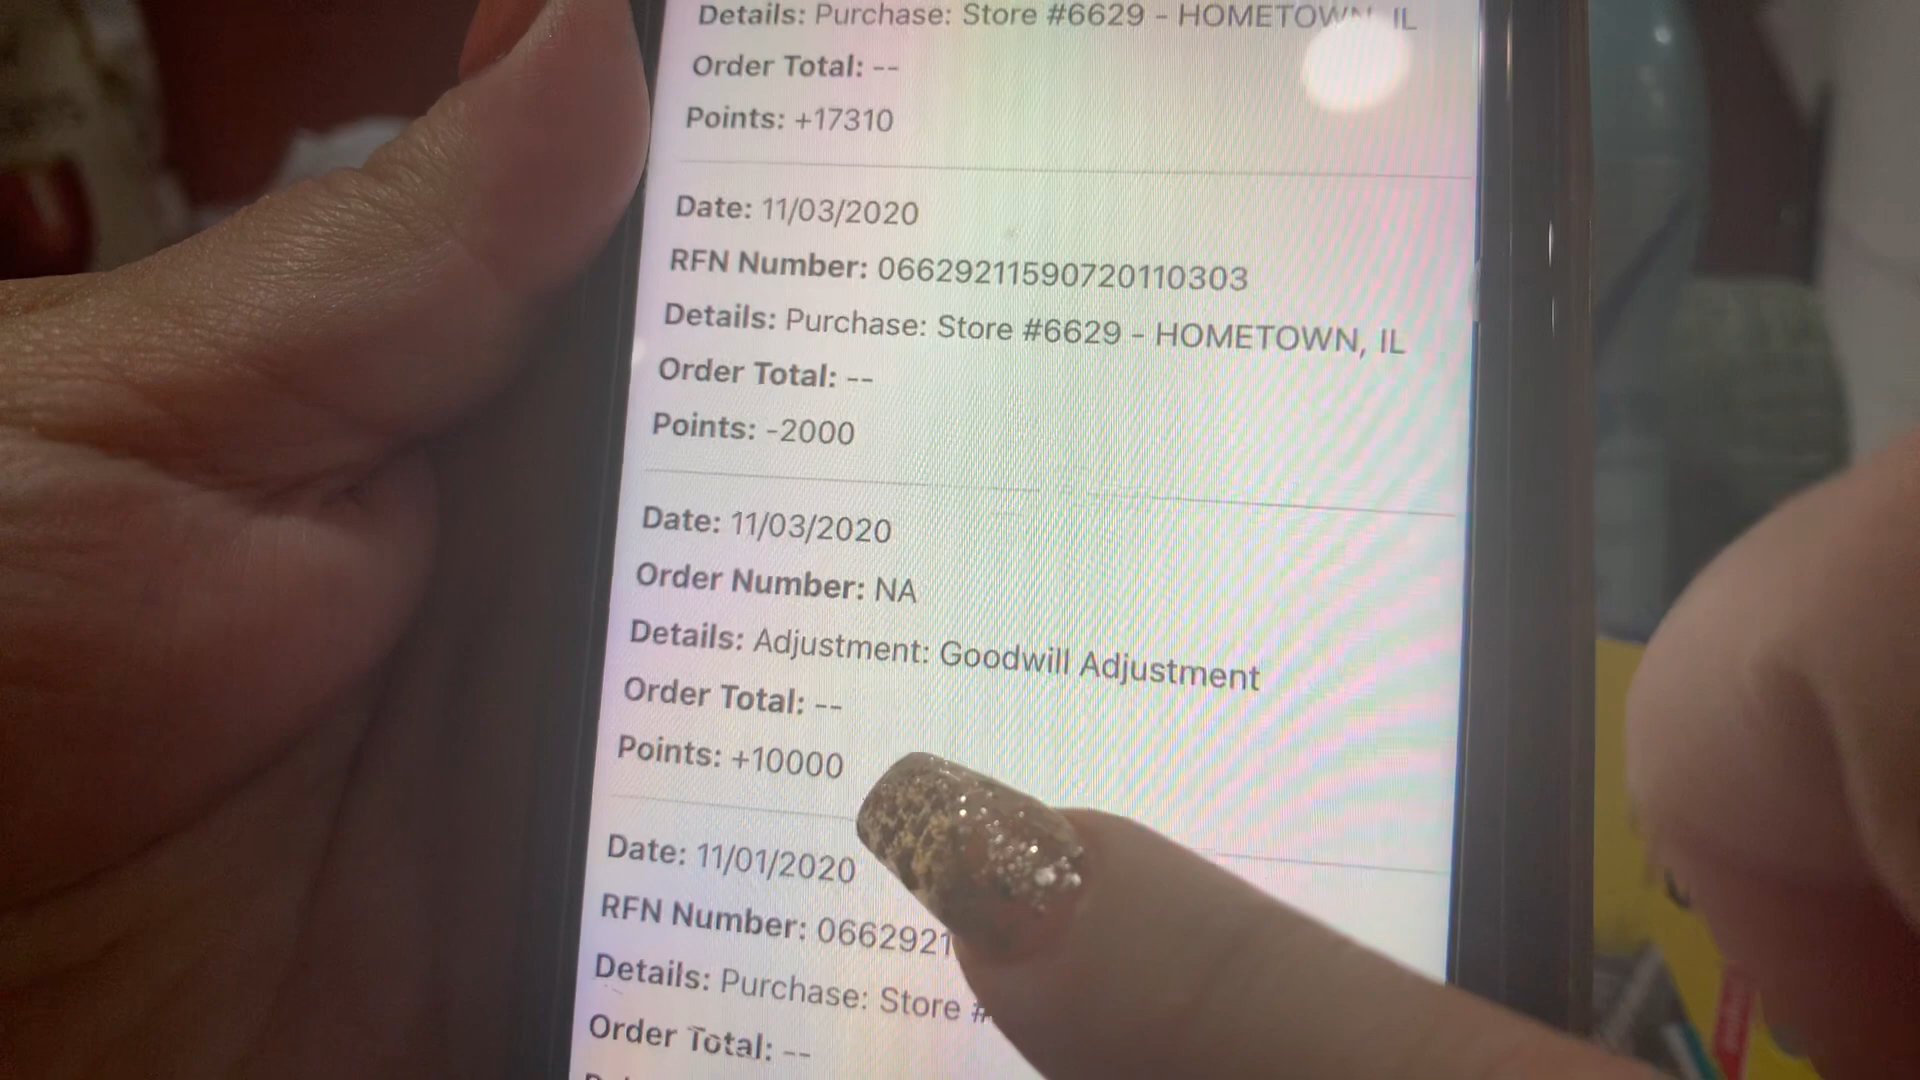 Details: Purchase: Store #6629 - HOMETOWN, IL
Order Total: --
Points: +17310
Date: 11/03/2020
RFN Number: 06629211590720110303
Details: Purchase: Store #6629 - HOMETOWN, IL
Order Total: --
Points: -2000
Date: 11/03/2020
Order Number: NA
Details: Adjustment: Goodwill Adjustment
Order Total: --
Points: +10000
Date: 11/01/2020
RFN Number: 0662921
Details: Purchase: Store #
Order Total: --